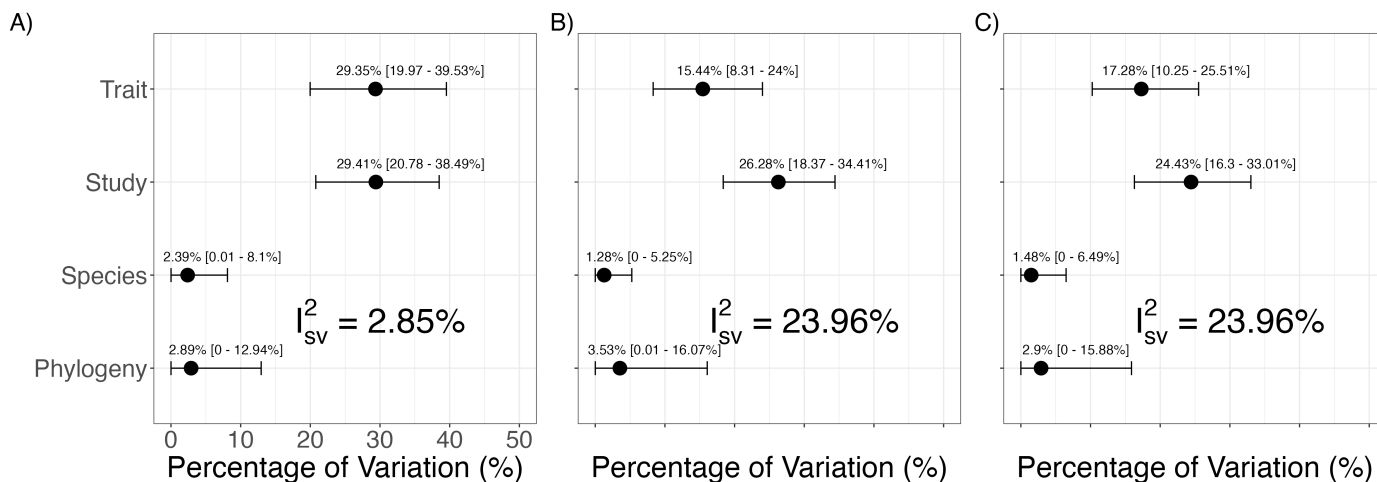 A)
B)
C)
Trait
Study
Species
Phylogeny
29.35% [19.97 - 39.53%]
29.41% [20.78 - 38.49%]
2.39% [0.01 - 8.1%]
I²sv = 2.85%
2.89% [0 - 12.94%]
0 10 20 30 40 50
Percentage of Variation (%)
15.44% [8.31 - 24%]
26.28% [18.37 - 34.41%]
1.28% [0 - 5.25%]
I²sv = 23.96%
3.53% [0.01 - 16.07%]
Percentage of Variation (%)
17.28% [10.25 - 25.51%]
24.43% [16.3 - 33.01%]
1.48% [0 - 6.49%]
I²sv = 23.96%
2.9% [0 - 15.88%]
Percentage of Variation (%)